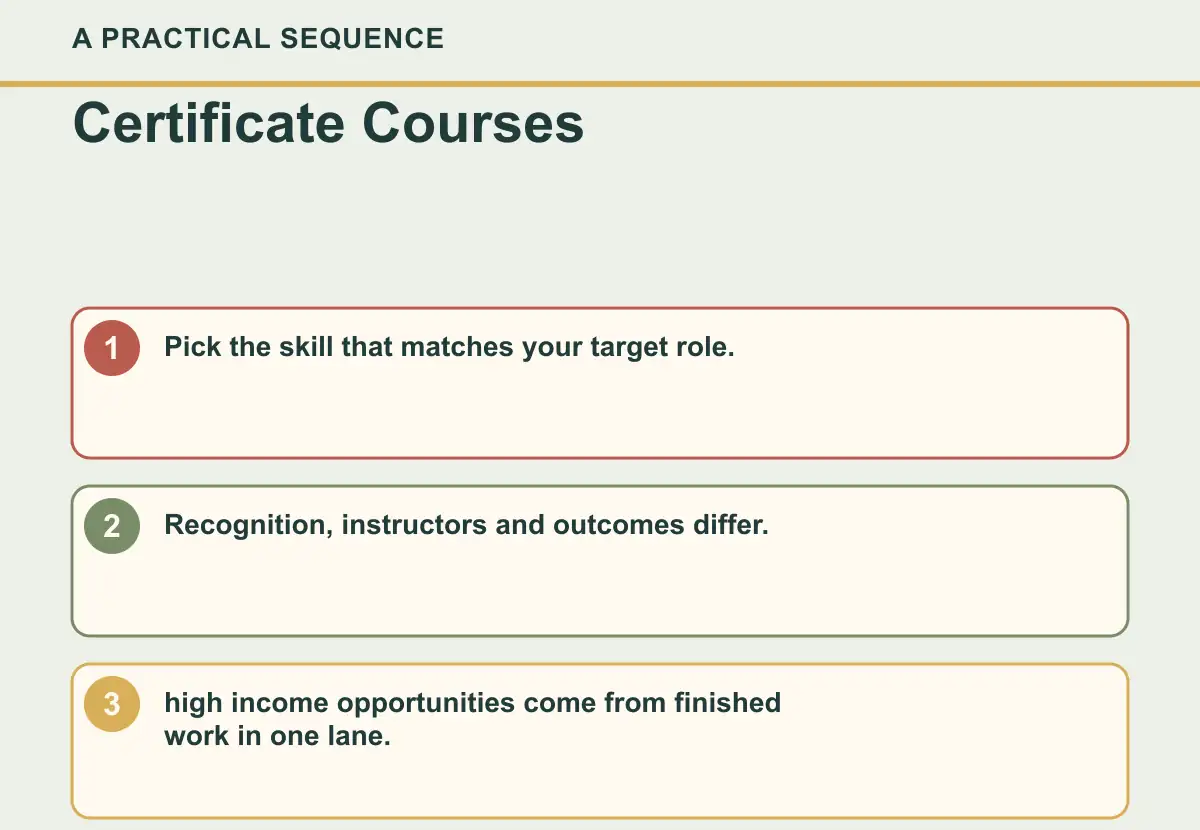 A PRACTICAL SEQUENCE
Certificate Courses
1
Pick the skill that matches your target role.
2
Recognition, instructors and outcomes differ.
3
high income opportunities come from finished
work in one lane.